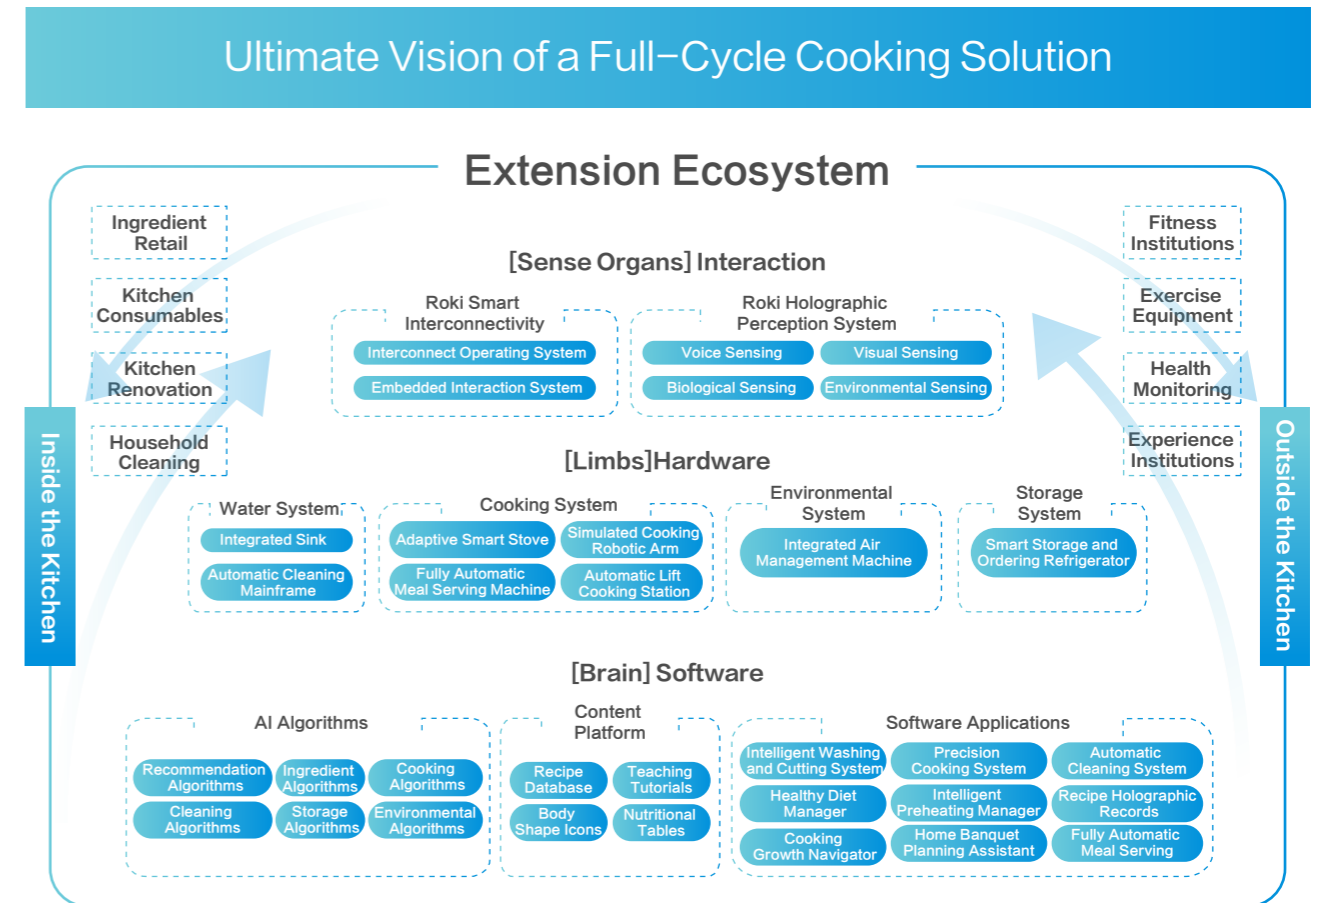 Ultimate Vision of a Full-Cycle Cooking Solution
Extension Ecosystem
Ingredient
Retail
Kitchen
Consumables
Kitchen
Renovation
Household
Cleaning
Inside the Kitchen
Fitness
Institutions
Exercise
Equipment
Health
Monitoring
Experience
Institutions
Outside the Kitchen
[Sense Organs] Interaction
Roki Smart
Interconnectivity
Interconnect Operating System
Embedded Interaction System
Roki Holographic
Perception System
Voice Sensing
Visual Sensing
Biological Sensing
Environmental Sensing
[Limbs]Hardware
Water System
Integrated Sink
Automatic Cleaning
Mainframe
Cooking System
Adaptive Smart Stove
Simulated Cooking
Robotic Arm
Fully Automatic
Meal Serving Machine
Automatic Lift
Cooking Station
Environmental
System
Integrated Air
Management Machine
Storage
System
Smart Storage and
Ordering Refrigerator
[Brain] Software
AI Algorithms
Recommendation
Algorithms
Ingredient
Algorithms
Cooking
Algorithms
Cleaning
Algorithms
Storage
Algorithms
Environmental
Algorithms
Content
Platform
Recipe
Database
Teaching
Tutorials
Body
Shape Icons
Nutritional
Tables
Software Applications
Intelligent Washing
and Cutting System
Precision
Cooking System
Automatic
Cleaning System
Healthy Diet
Manager
Intelligent
Preheating Manager
Recipe Holographic
Records
Cooking
Growth Navigator
Home Banquet
Planning Assistant
Fully Automatic
Meal Serving